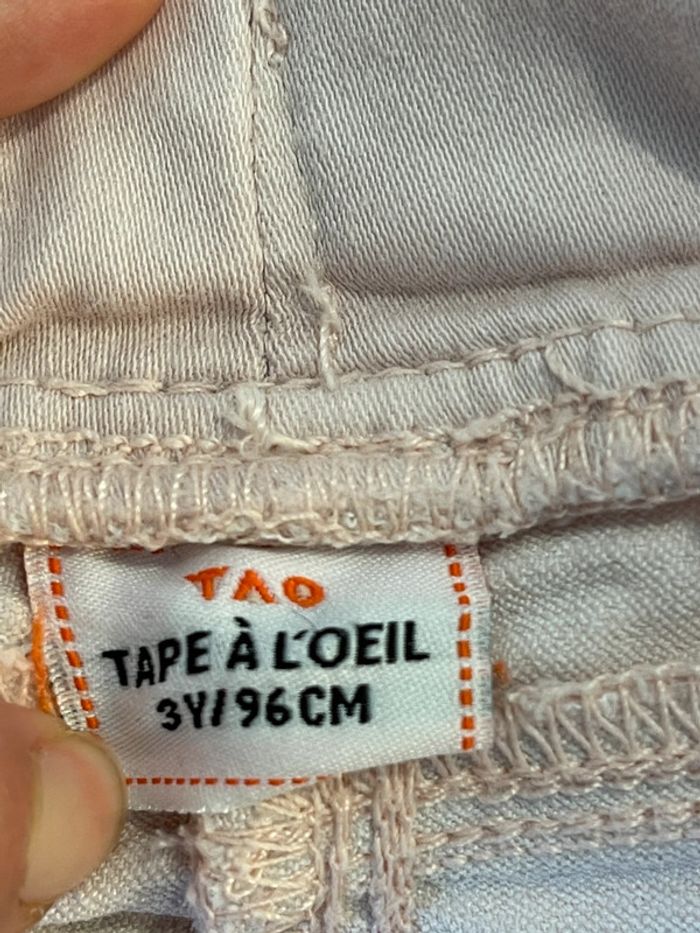 TAO
TAPE À L'OEIL
3Y/96CM